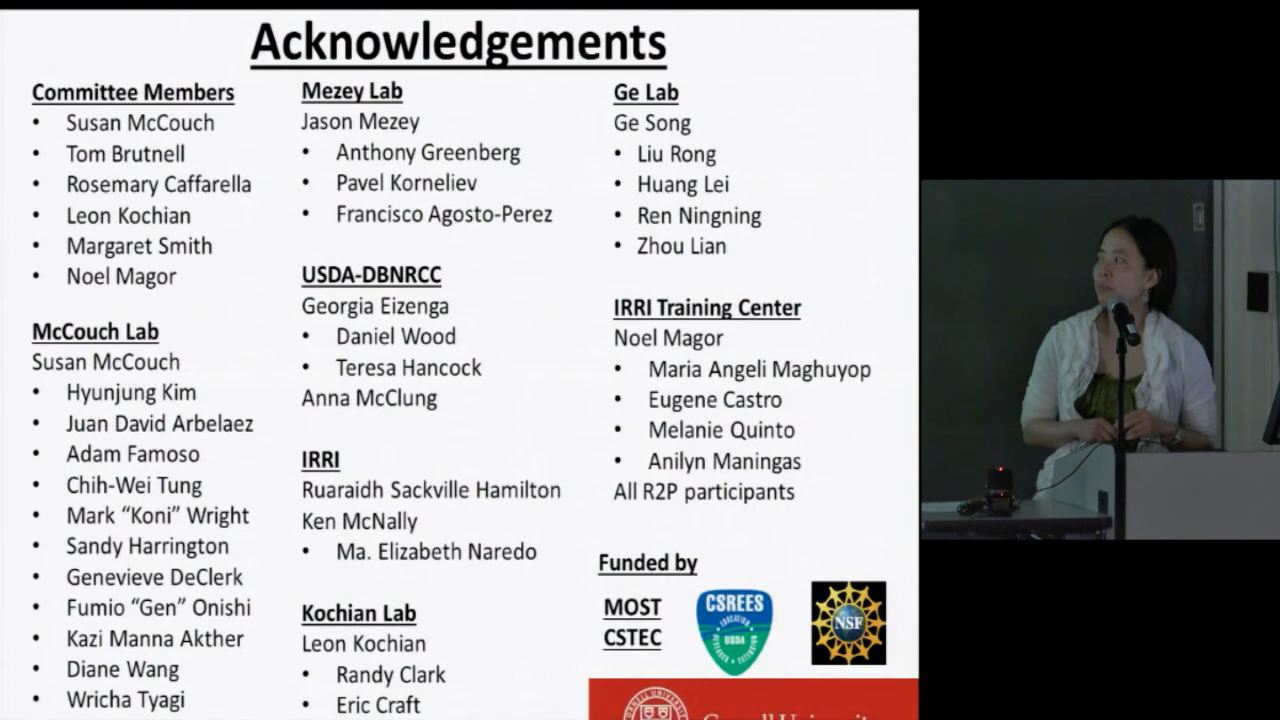 Acknowledgements
Committee Members
• Susan McCouch
• Tom Brutnell
• Rosemary Caffarella
• Leon Kochian
• Margaret Smith
• Noel Magor
McCouch Lab
Susan McCouch
• Hyunjung Kim
• Juan David Arbelaez
• Adam Famoso
• Chih-Wei Tung
• Mark “Koni” Wright
• Sandy Harrington
• Genevieve DeClerk
• Fumio “Gen” Onishi
• Kazi Manna Akther
• Diane Wang
• Wricha Tyagi
Mezey Lab
Jason Mezey
• Anthony Greenberg
• Pavel Korneliev
• Francisco Agosto-Perez
USDA-DBNRCC
Georgia Eizenga
• Daniel Wood
• Teresa Hancock
Anna McClung
IRRI
Ruaraidh Sackville Hamilton
Ken McNally
• Ma. Elizabeth Naredo
Kochian Lab
Leon Kochian
• Randy Clark
• Eric Craft
Ge Lab
Ge Song
• Liu Rong
• Huang Lei
• Ren Ningning
• Zhou Lian
IRRI Training Center
Noel Magor
• Maria Angeli Maghuyop
• Eugene Castro
• Melanie Quinto
• Anilyn Maningas
All R2P participants
Funded by
MOST
CSTEC
CSREES
EDUCATION
USDA
RESEARCH • EXTENSION
NSF